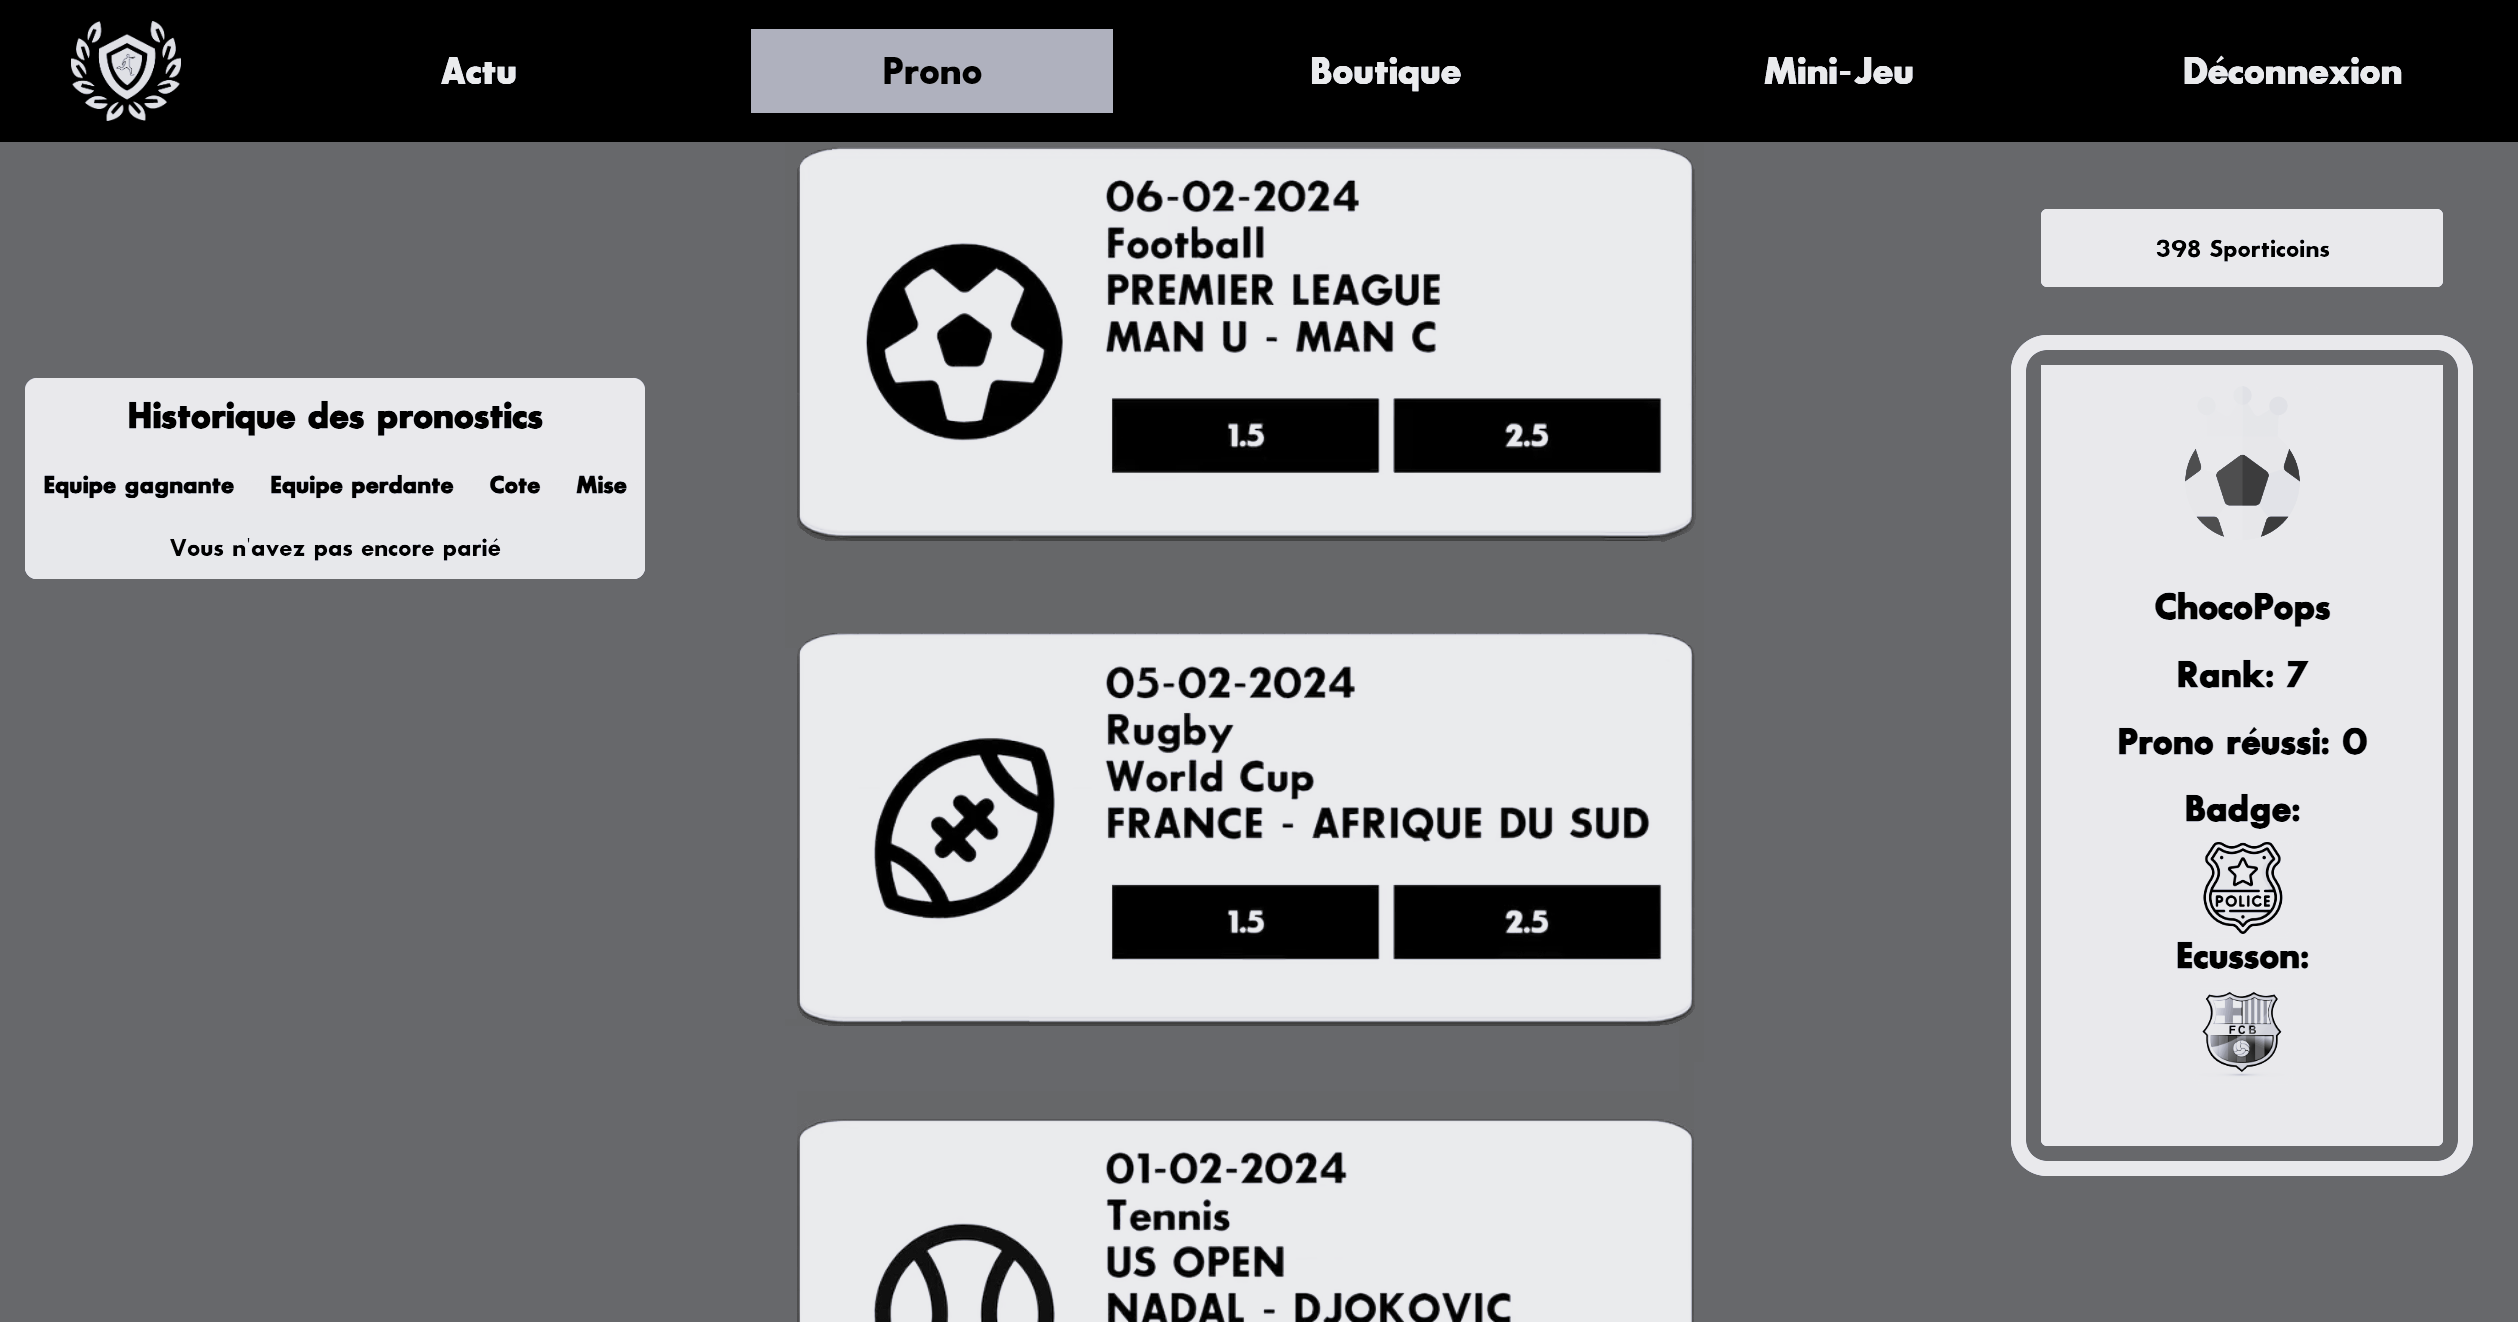 Actu
Prono
Boutique
Mini-Jeu
Déconnexion
Historique des pronostics
Equipe gagnante Equipe perdante Cote Mise
Vous n'avez pas encore parié
06-02-2024
Football
PREMIER LEAGUE
MAN U - MAN C
1.5
2.5
05-02-2024
Rugby
World Cup
FRANCE - AFRIQUE DU SUD
1.5
2.5
01-02-2024
Tennis
US OPEN
NADAL - DJOKOVIC
398 Sporticoins
ChocoPops
Rank: 7
Prono réussi: 0
Badge:
POLICE
Ecusson:
FCB